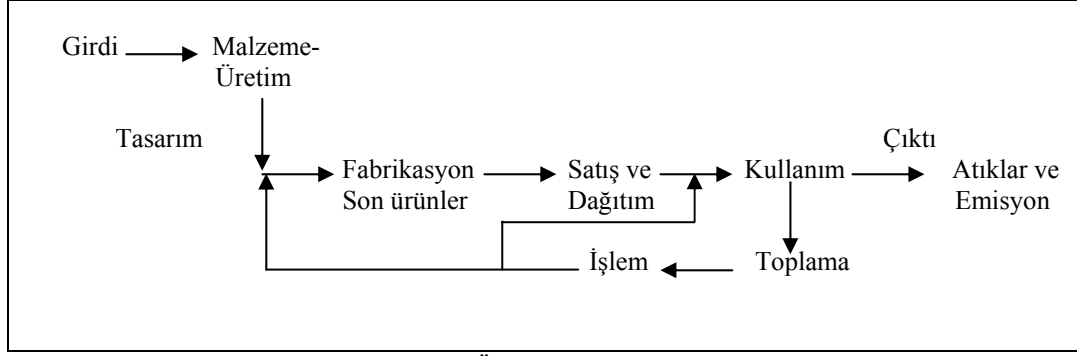 Girdi
Malzeme-
Üretim
Tasarım
Fabrikasyon
Son ürünler
Satış ve
Dağıtım
Kullanım
Çıktı
Atıklar ve
Emisyon
İşlem
Toplama